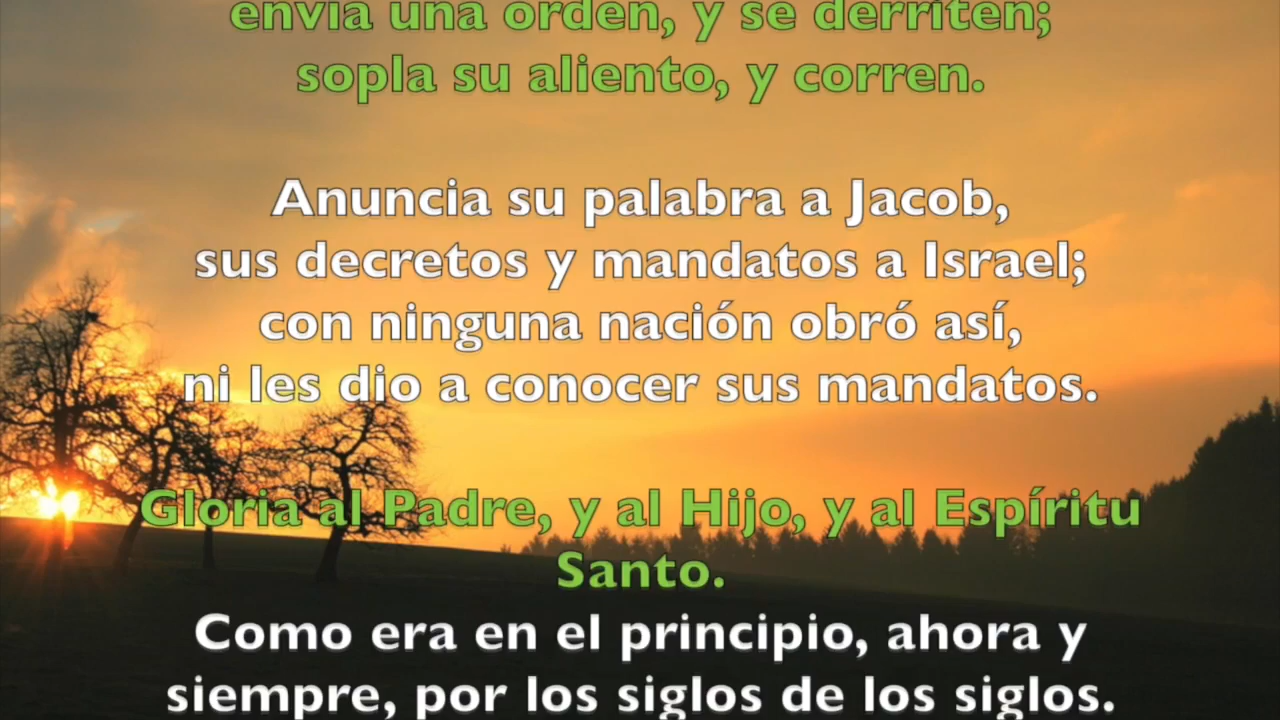 envía una orden, y se derriten;
sopla su aliento, y corren.
Anuncia su palabra a Jacob,
sus decretos y mandatos a Israel;
con ninguna nación obró así,
ni les dio a conocer sus mandatos.
Gloria al Padre, y al Hijo, y al Espíritu
Santo.
Como era en el principio, ahora y
siempre, por los siglos de los siglos.